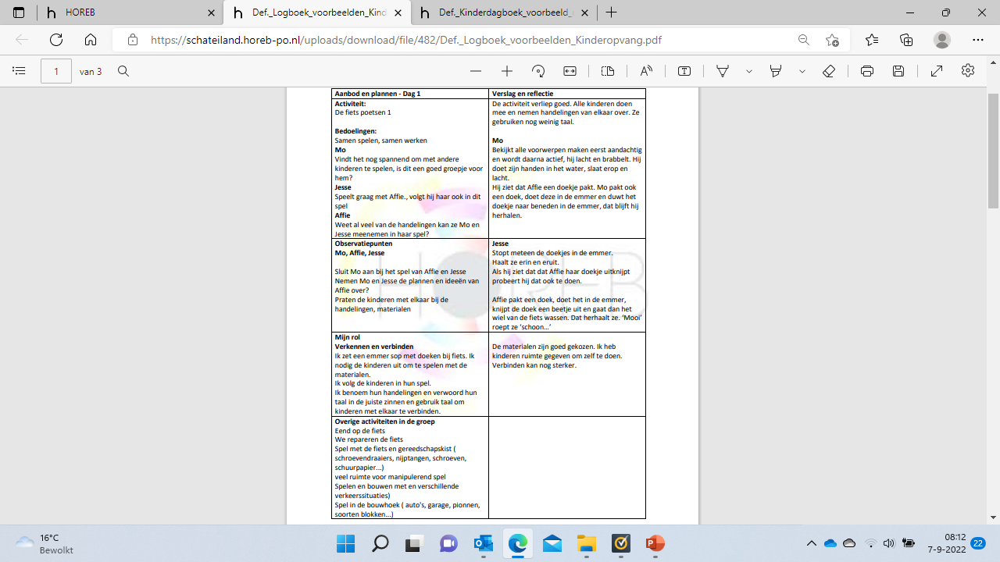 HOREB
Def._Logboek_voorbeelden_Kind
Def._Kinderdagboek_voorbeeld_
https://schateiland.horeb-po.nl/uploads/download/file/482/Def._Logboek_voorbeelden_Kinderopvang.pdf
1 van 3
Aanbod en plannen - Dag 1
Activiteit:
De fiets poetsen 1
Bedoelingen:
Samen spelen, samen werken
Mo
Vindt het nog spannend om met andere
kinderen te spelen, is dit een goed groepje voor
hem?
Jesse
Speelt graag met Affie., volgt hij haar ook in dit
spel
Affie
Weet al veel van de handelingen kan ze Mo en
Jesse meenemen in haar spel?
Verslag en reflectie
De activiteit verliep goed. Alle kinderen doen
mee en nemen handelingen van elkaar over. Ze
gebruiken nog weinig taal.
Mo
Bekijkt alle voorwerpen maken eerst aandachtig
en wordt daarna actief, hij lacht en brabbelt. Hij
doet zijn handen in het water, slaat erop en
lacht.
Hij ziet dat Affie een doekje pakt. Mo pakt ook
een doek, doet deze in de emmer en duwt het
doekje naar beneden in de emmer, dat blijft hij
herhalen.
Observatiepunten
Mo, Affie, Jesse
Sluit Mo aan bij het spel van Affie en Jesse
Nemen Mo en Jesse de plannen en ideeën van
Affie over?
Praten de kinderen met elkaar bij de
handelingen, materialen
Jesse
Stopt meteen de doekjes in de emmer.
Haalt ze erin en eruit.
Als hij ziet dat dat Affie haar doekje uitknijpt
probeert hij dat ook te doen.
Affie pakt een doek, doet het in de emmer,
knijpt de doek een beetje uit en gaat dan het
wiel van de fiets wassen. Dat herhaalt ze. ‘Mooi’
roept ze ‘schoon...’
Mijn rol
Verkennen en verbinden
Ik zet een emmer sop met doeken bij fiets. Ik
nodig de kinderen uit om te spelen met de
materialen.
Ik volg de kinderen in hun spel.
Ik benoem hun handelingen en verwoord hun
taal in de juiste zinnen en gebruik taal om
kinderen met elkaar te verbinden.
De materialen zijn goed gekozen. Ik heb
kinderen ruimte gegeven om zelf te doen.
Verbinden kan nog sterker.
Overige activiteiten in de groep
Eend op de fiets
We repareren de fiets
Spel met de fiets en gereedschapskist (
schroevendraaiers, nijptangen, schroeven,
schuurpapier...)
veel ruimte voor manipulerend spel
Spelen en bouwen met en verschillende
verkeerssituaties)
Spel in de bouwhoek ( auto's, garage, pionnen,
soorten blokken...)
HOREB
16°C
Bewolkt
08:12
7-9-2022
22